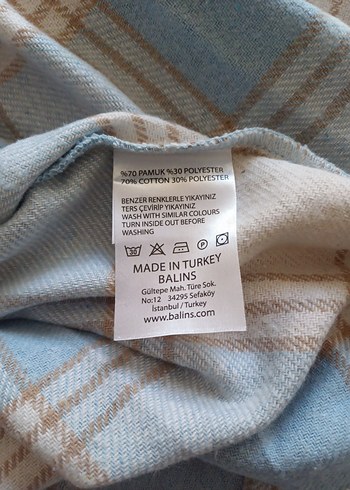 %70 PAMUK %30 POLYESTER
70% COTTON 30% POLYESTER
BENZER RENKLERLE YIKAYINIZ
TERS ÇEVİRİP YIKAYINIZ
WASH WITH SIMILAR COLOURS
TURN INSIDE OUT BEFORE
WASHING
30 P
MADE IN TURKEY
BALINS
Gültepe Mah. Türe Sok.
No:12 34295 Sefaköy
İstanbul / Turkey
www.balins.com